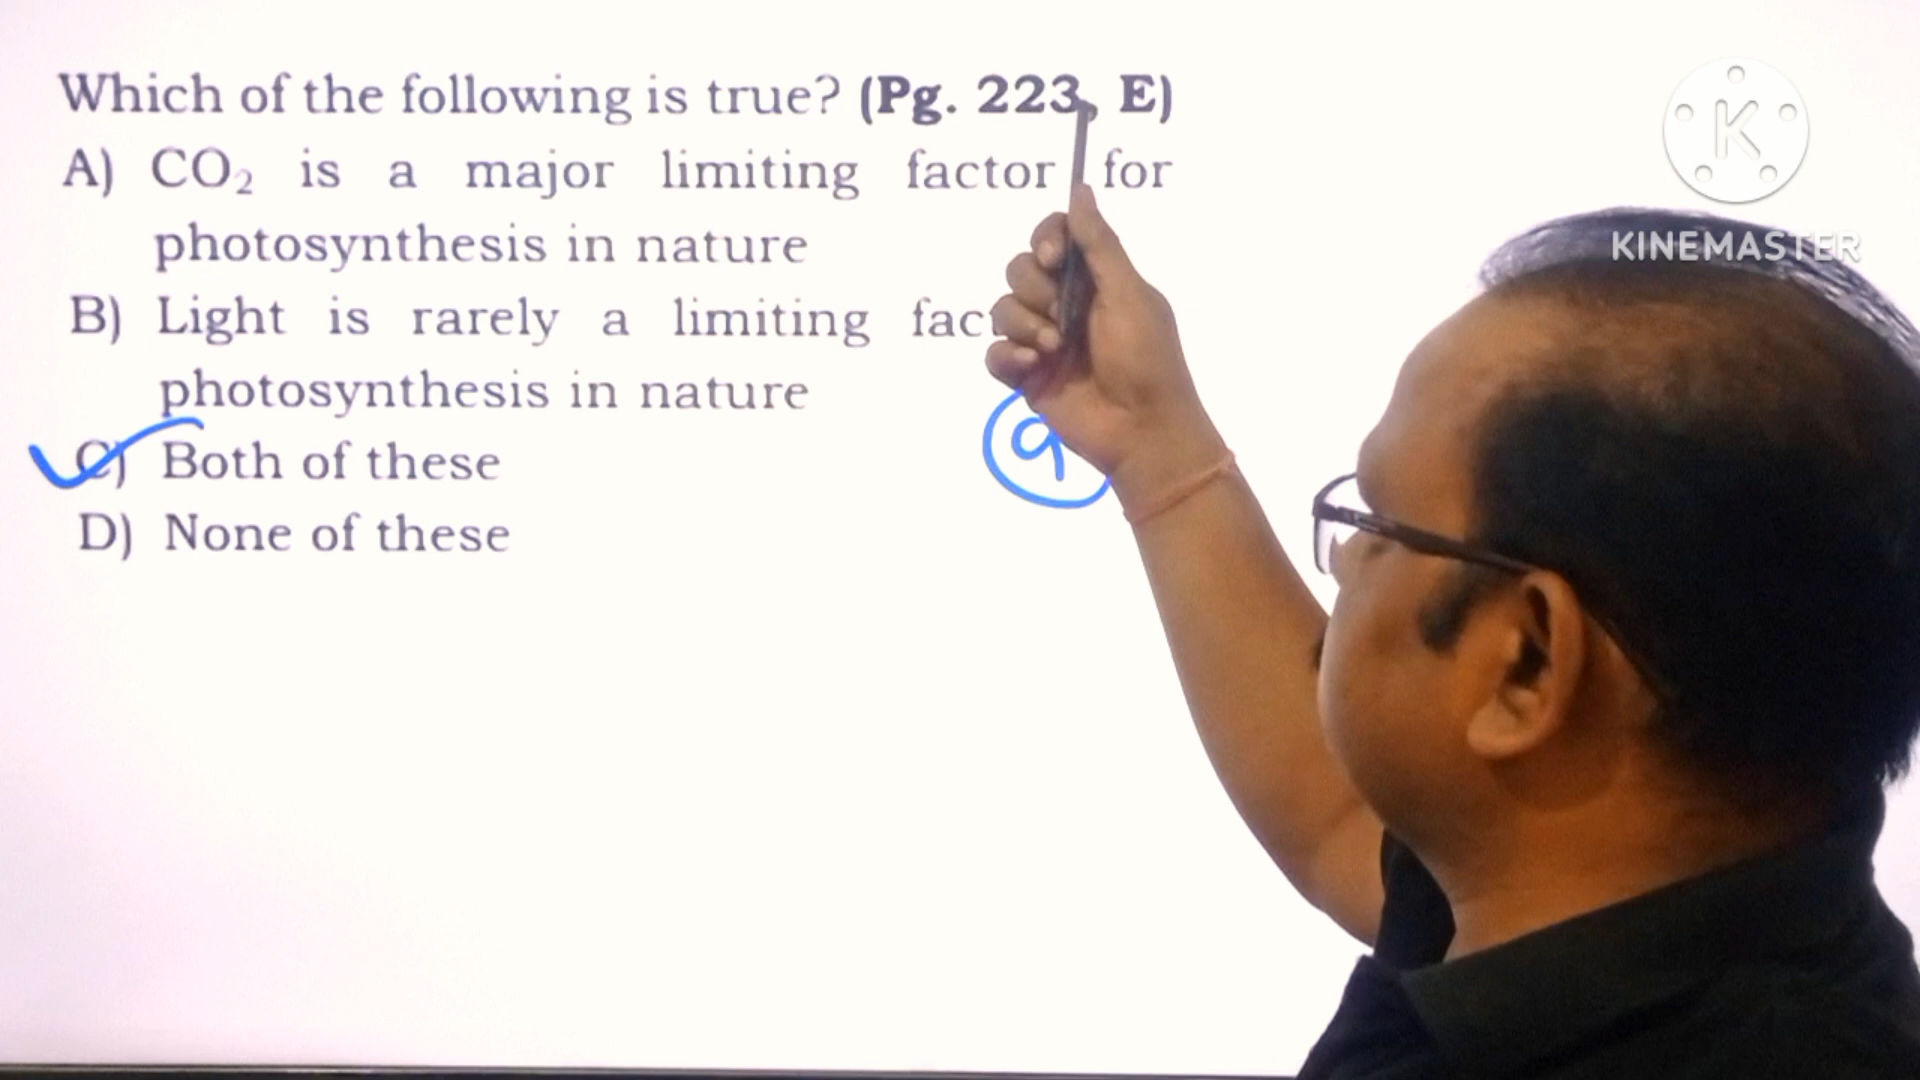 Which of the following is true? (Pg. 223, E)
A) CO₂ is a major limiting factor for
photosynthesis in nature
B) Light is rarely a limiting
photosynthesis in nature
C) Both of these
D) None of these
9
K
KINEMASTER